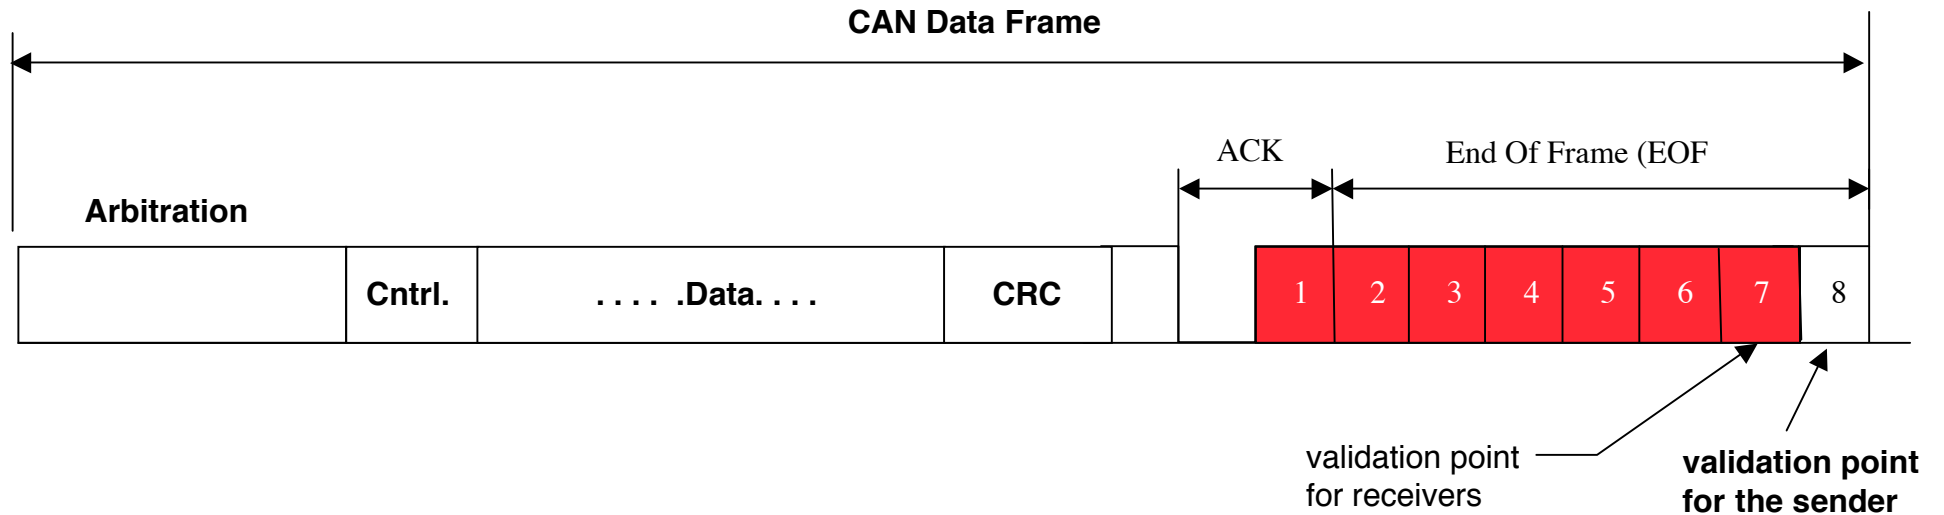 CAN Data Frame
ACK
End Of Frame (EOF
Arbitration
Cntrl.
. . . . .Data. . . .
CRC
1
2
3
4
5
6
7
8
validation point
for receivers
validation point
for the sender